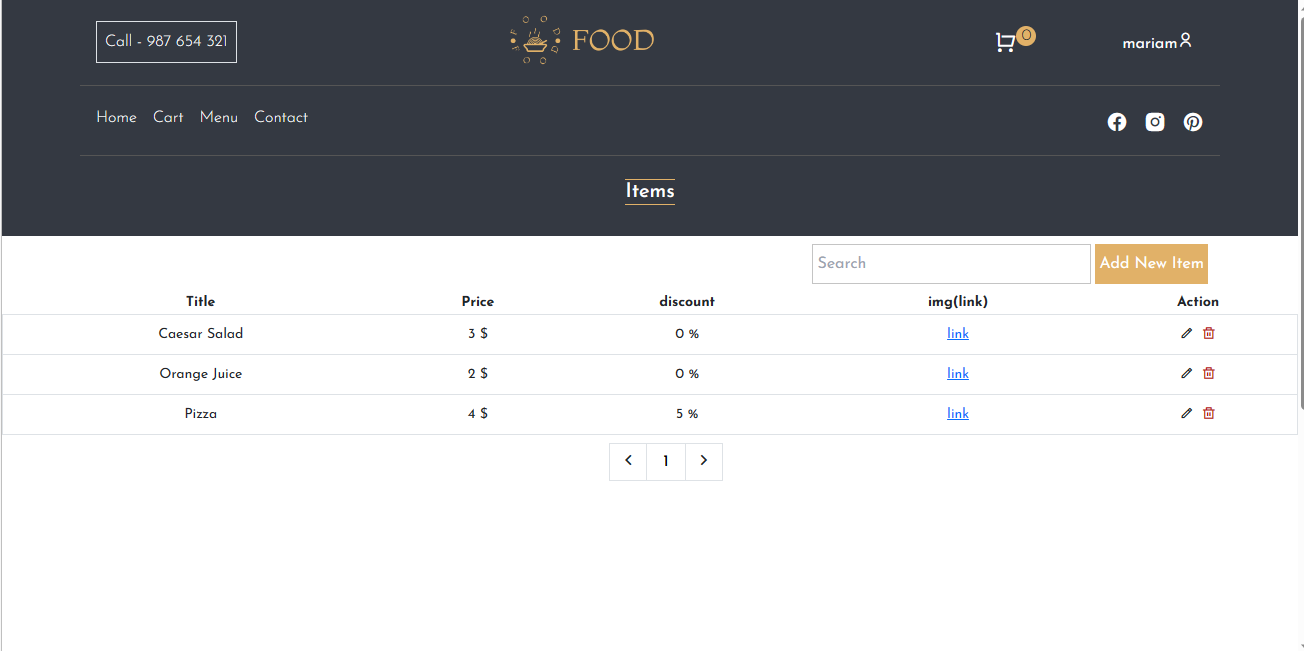 Call - 987 654 321
FOOD
0
mariam
Home Cart Menu Contact
Items
Search
Add New Item
Title Price discount img(link) Action
Caesar Salad 3 $ 0 % link
Orange Juice 2 $ 0 % link
Pizza 4 $ 5 % link
1